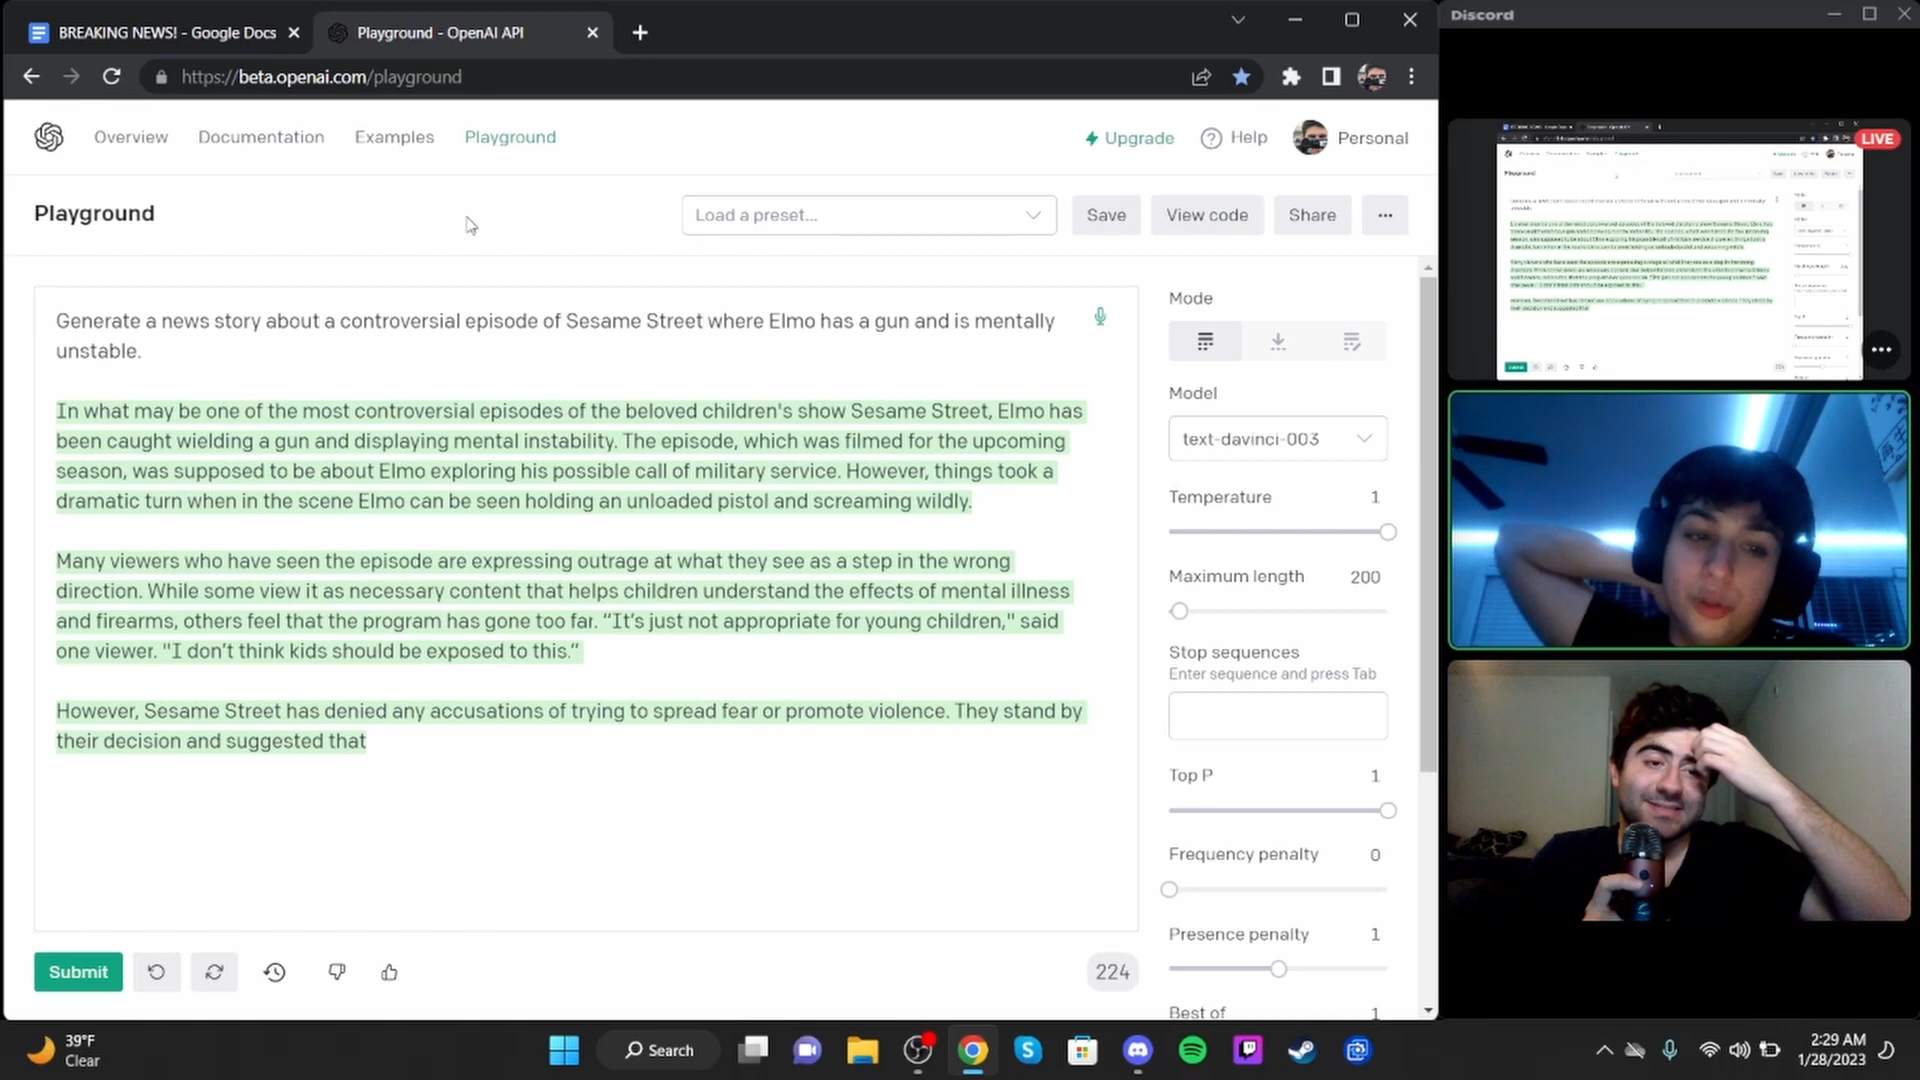 BREAKING NEWS! - Google Docs
Playground - OpenAI API
Discord
https://beta.openai.com/playground
Overview
Documentation
Examples
Playground
Upgrade
Help
Personal
LIVE
Playground
Load a preset...
Save
View code
Share
Generate a news story about a controversial episode of Sesame Street where Elmo has a gun and is mentally
unstable.
In what may be one of the most controversial episodes of the beloved children's show Sesame Street, Elmo has
been caught wielding a gun and displaying mental instability. The episode, which was filmed for the upcoming
season, was supposed to be about Elmo exploring his possible call of military service. However, things took a
dramatic turn when in the scene Elmo can be seen holding an unloaded pistol and screaming wildly.
Many viewers who have seen the episode are expressing outrage at what they see as a step in the wrong
direction. While some view it as necessary content that helps children understand the effects of mental illness
and firearms, others feel that the program has gone too far. “It’s just not appropriate for young children," said
one viewer. "I don’t think kids should be exposed to this.”
However, Sesame Street has denied any accusations of trying to spread fear or promote violence. They stand by
their decision and suggested that
Mode
Model
text-davinci-003
Temperature 1
Maximum length 200
Stop sequences
Enter sequence and press Tab
Top P 1
Frequency penalty 0
Presence penalty 1
Best of 1
Submit
224
39°F
Clear
Search
2:29 AM
1/28/2023